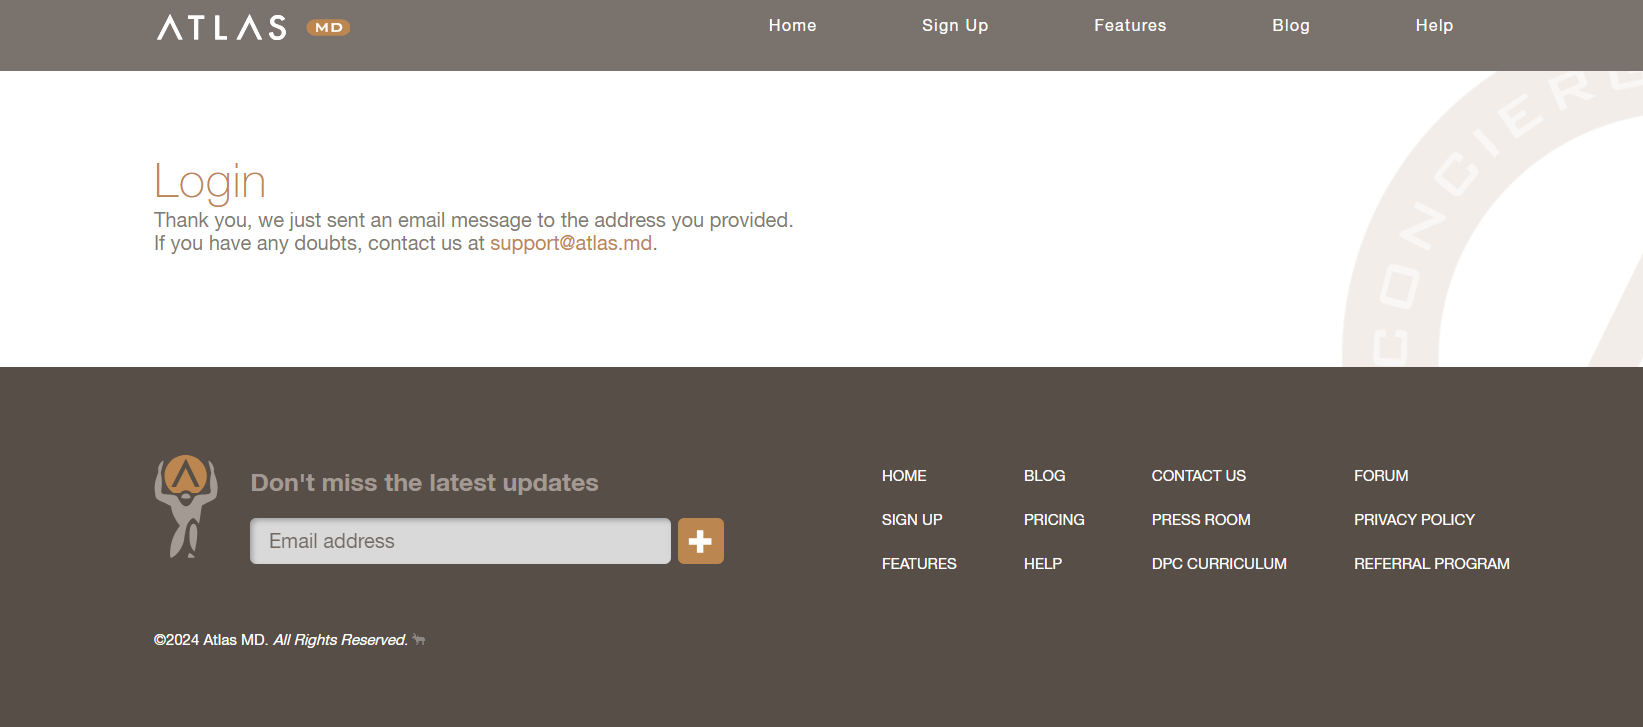 ATLAS MD
Home Sign Up Features Blog Help
CONCIERG
Login
Thank you, we just sent an email message to the address you provided.
If you have any doubts, contact us at support@atlas.md.
Don't miss the latest updates
Email address
HOME BLOG CONTACT US FORUM
SIGN UP PRICING PRESS ROOM PRIVACY POLICY
FEATURES HELP DPC CURRICULUM REFERRAL PROGRAM
©2024 Atlas MD. All Rights Reserved.